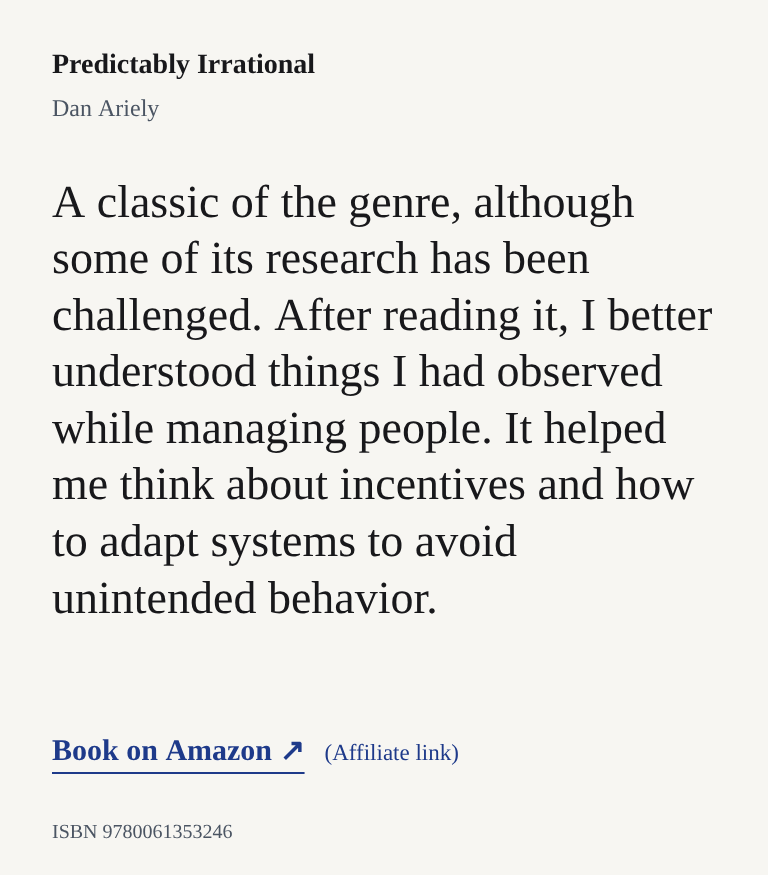 Predictably Irrational
Dan Ariely
A classic of the genre, although
some of its research has been
challenged. After reading it, I better
understood things I had observed
while managing people. It helped
me think about incentives and how
to adapt systems to avoid
unintended behavior.
Book on Amazon ↗ (Affiliate link)
ISBN 9780061353246